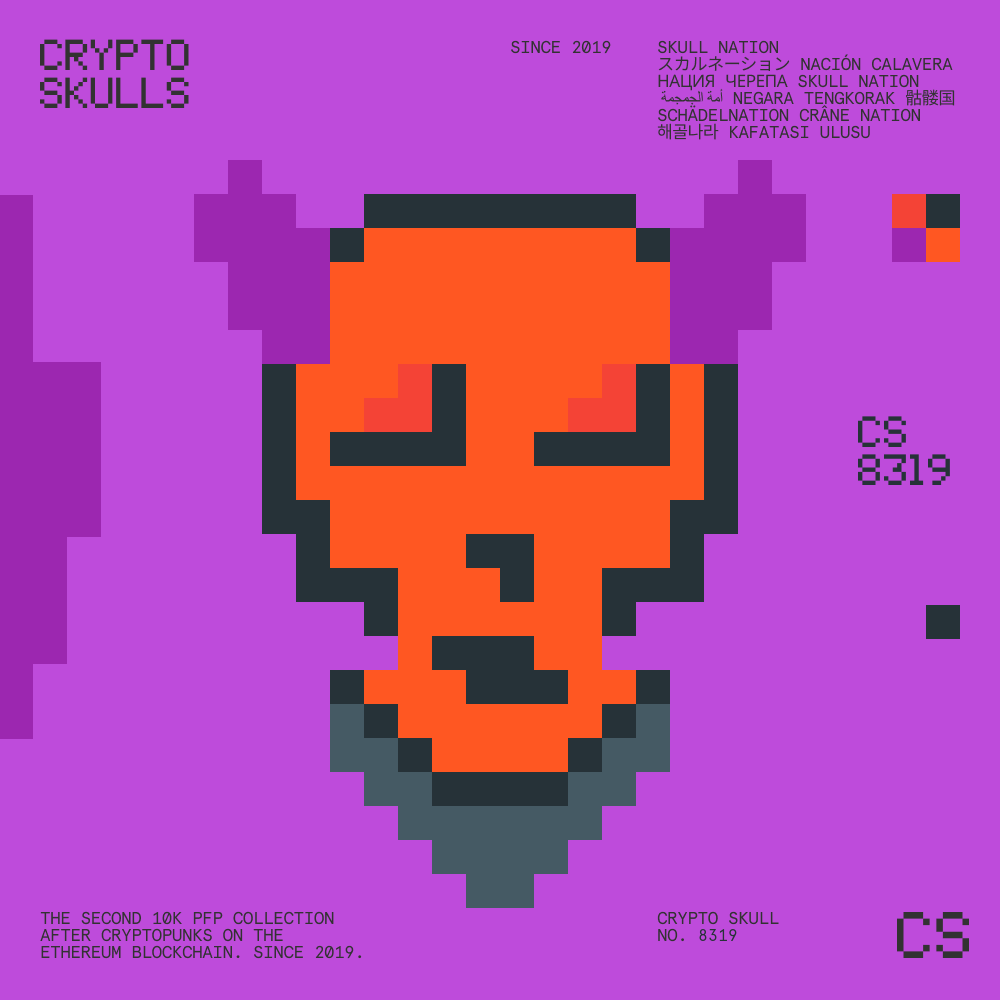 CRYPTO
SKULLS
SINCE 2019
SKULL NATION
スカルネーション NACIÓN CALAVERA
НАЦИЯ ЧЕРЕПА SKULL NATION
أمة الجمجمة NEGARA TENGKORAK 骷髅国
SCHÄDELNATION CRÂNE NATION
해골나라 KAFATASI ULUSU
CS
8319
THE SECOND 10K PFP COLLECTION
AFTER CRYPTOPUNKS ON THE
ETHEREUM BLOCKCHAIN. SINCE 2019.
CRYPTO SKULL
NO. 8319
CS